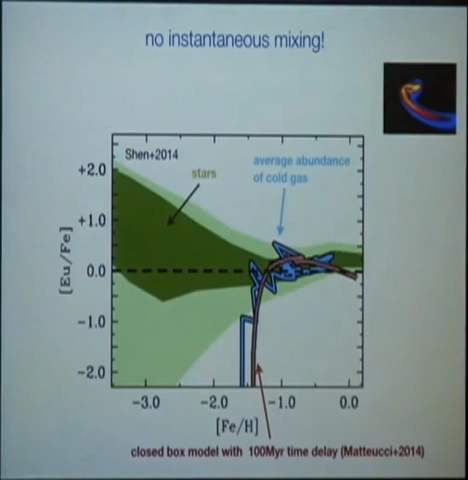 no instantaneous mixing!
Shen+2014
stars
average abundance
of cold gas
[Eu/Fe]
+2.0
+1.0
0.0
-1.0
-2.0
-3.0
-2.0
-1.0
0.0
[Fe/H]
closed box model with 100Myr time delay (Matteucci+2014)